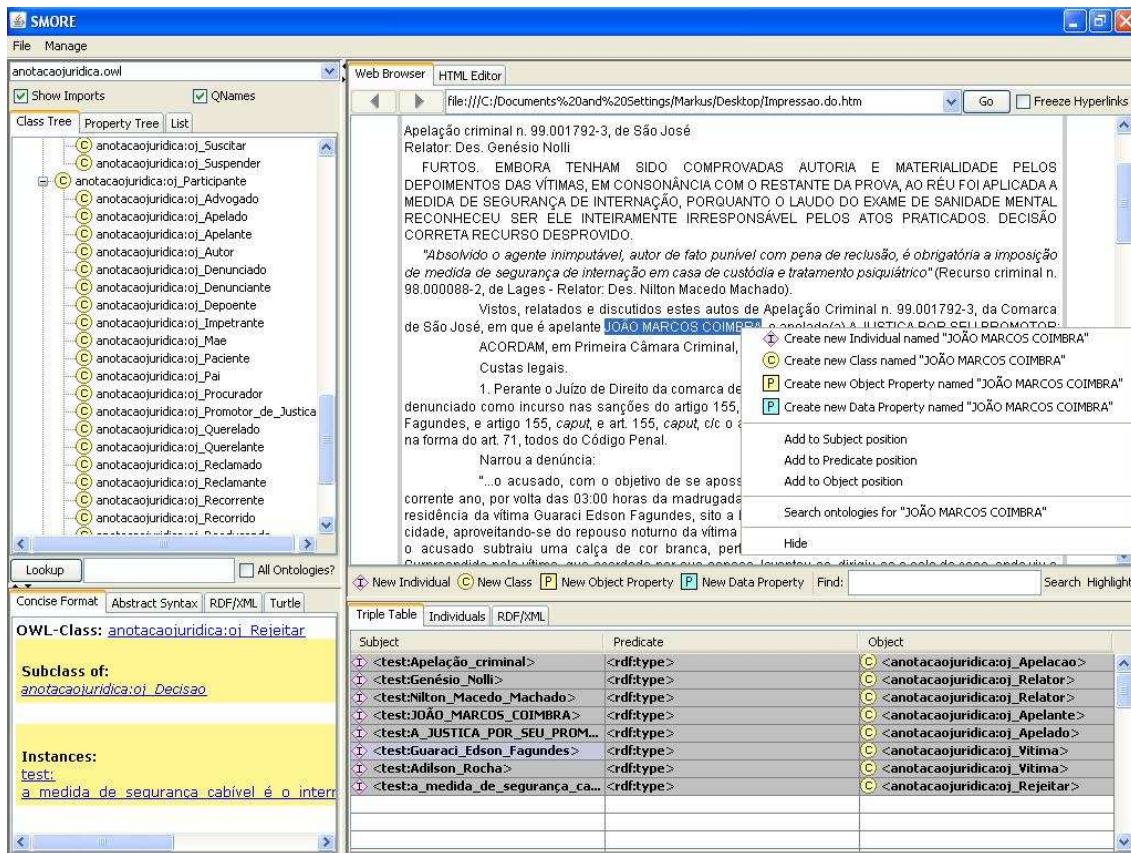 SMORE
File Manage
anotacaojuridica.owl
Show Imports QNames
Class Tree Property Tree List
anotacaojuridica:oj_Suscitar
anotacaojuridica:oj_Suspender
anotacaojuridica:oj_Participante
anotacaojuridica:oj_Advogado
anotacaojuridica:oj_Apelado
anotacaojuridica:oj_Apelante
anotacaojuridica:oj_Autor
anotacaojuridica:oj_Denunciado
anotacaojuridica:oj_Denunciante
anotacaojuridica:oj_Depoente
anotacaojuridica:oj_Impetrante
anotacaojuridica:oj_Mae
anotacaojuridica:oj_Paciente
anotacaojuridica:oj_Pai
anotacaojuridica:oj_Procurador
anotacaojuridica:oj_Promotor_de_Justica
anotacaojuridica:oj_Querelado
anotacaojuridica:oj_Querelante
anotacaojuridica:oj_Reclamado
anotacaojuridica:oj_Reclamante
anotacaojuridica:oj_Recorrente
anotacaojuridica:oj_Recorrido
Lookup All Ontologies?
Concise Format Abstract Syntax RDF/XML Turtle
OWL-Class: anotacaojuridica:oj_Rejeitar
Subclass of:
anotacaojuridica:oj_Decisao
Instances:
test:
a_medida_de_segurança_cabível_é_o_intern
Web Browser HTML Editor
file:///C:/Documents%20and%20Settings/Markus/Desktop/Impressao.do.htm Go Freeze Hyperlinks
Apelação criminal n. 99.001792-3, de São José
Relator: Des. Genésio Nolli
FURTOS. EMBORA TENHAM SIDO COMPROVADAS AUTORIA E MATERIALIDADE PELOS
DEPOIMENTOS DAS VÍTIMAS, EM CONSONÂNCIA COM O RESTANTE DA PROVA, AO RÉU FOI APLICADA A
MEDIDA DE SEGURANÇA DE INTERNAÇÃO, PORQUANTO O LAUDO DO EXAME DE SANIDADE MENTAL
RECONHECEU SER ELE INTEIRAMENTE IRRESPONSÁVEL PELOS ATOS PRATICADOS. DECISÃO
CORRETA RECURSO DESPROVIDO.
"Absolvido o agente inimputável, autor de fato punível com pena de reclusão, é obrigatória a imposição
de medida de segurança de internação em casa de custódia e tratamento psiquiátrico" (Recurso criminal n.
98.000088-2, de Lages - Relator: Des. Nilton Macedo Machado).
Vistos, relatados e discutidos estes autos de Apelação Criminal n. 99.001792-3, da Comarca
de São José, em que é apelante JOÃO MARCOS COIMBRA, e apelado(a) A JUSTIÇA POR SEU PROMOTOR:
ACORDAM, em Primeira Câmara Criminal,
Custas legais.
1. Perante o Juízo de Direito da comarca de
denunciado como incurso nas sanções do artigo 155,
Fagundes, e artigo 155, caput, e art. 155, caput, c/c o a
na forma do art. 71, todos do Código Penal.
Narrou a denúncia:
"...o acusado, com o objetivo de se aposs
corrente ano, por volta das 03:00 horas da madrugada
residência da vítima Guaraci Edson Fagundes, sito a
cidade, aproveitando-se do repouso noturno da vítima
o acusado subtraiu uma calça de cor branca, per
Create new Individual named "JOÃO MARCOS COIMBRA"
Create new Class named "JOÃO MARCOS COIMBRA"
Create new Object Property named "JOÃO MARCOS COIMBRA"
Create new Data Property named "JOÃO MARCOS COIMBRA"
Add to Subject position
Add to Predicate position
Add to Object position
Search ontologies for "JOÃO MARCOS COIMBRA"
Hide
New Individual New Class New Object Property New Data Property Find: Search Highlight
Triple Table Individuals RDF/XML
Subject Predicate Object
<test:Apelação_criminal> <rdf:type> <anotacaojuridica:oj_Apelacao>
<test:Genésio_Nolli> <rdf:type> <anotacaojuridica:oj_Relator>
<test:Nilton_Macedo_Machado> <rdf:type> <anotacaojuridica:oj_Relator>
<test:JOÃO_MARCOS_COIMBRA> <rdf:type> <anotacaojuridica:oj_Apelante>
<test:A_JUSTICA_POR_SEU_PROM... <rdf:type> <anotacaojuridica:oj_Apelado>
<test:Guaraci_Edson_Fagundes> <rdf:type> <anotacaojuridica:oj_Vitima>
<test:Adilson_Rocha> <rdf:type> <anotacaojuridica:oj_Vitima>
<test:a_medida_de_segurança_ca... <rdf:type> <anotacaojuridica:oj_Rejeitar>